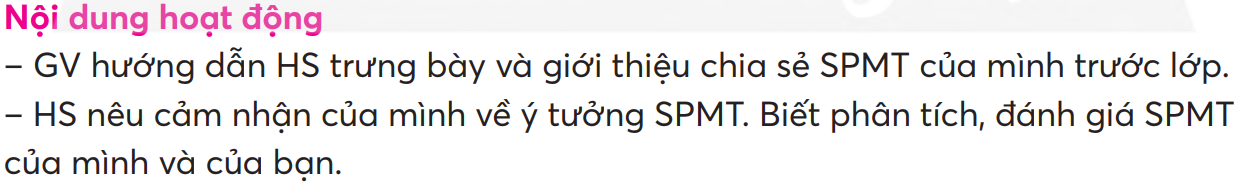 Nội dung hoạt động
– GV hướng dẫn HS trưng bày và giới thiệu chia sẻ SPMT của mình trước lớp.
– HS nêu cảm nhận của mình về ý tưởng SPMT. Biết phân tích, đánh giá SPMT
của mình và của bạn.